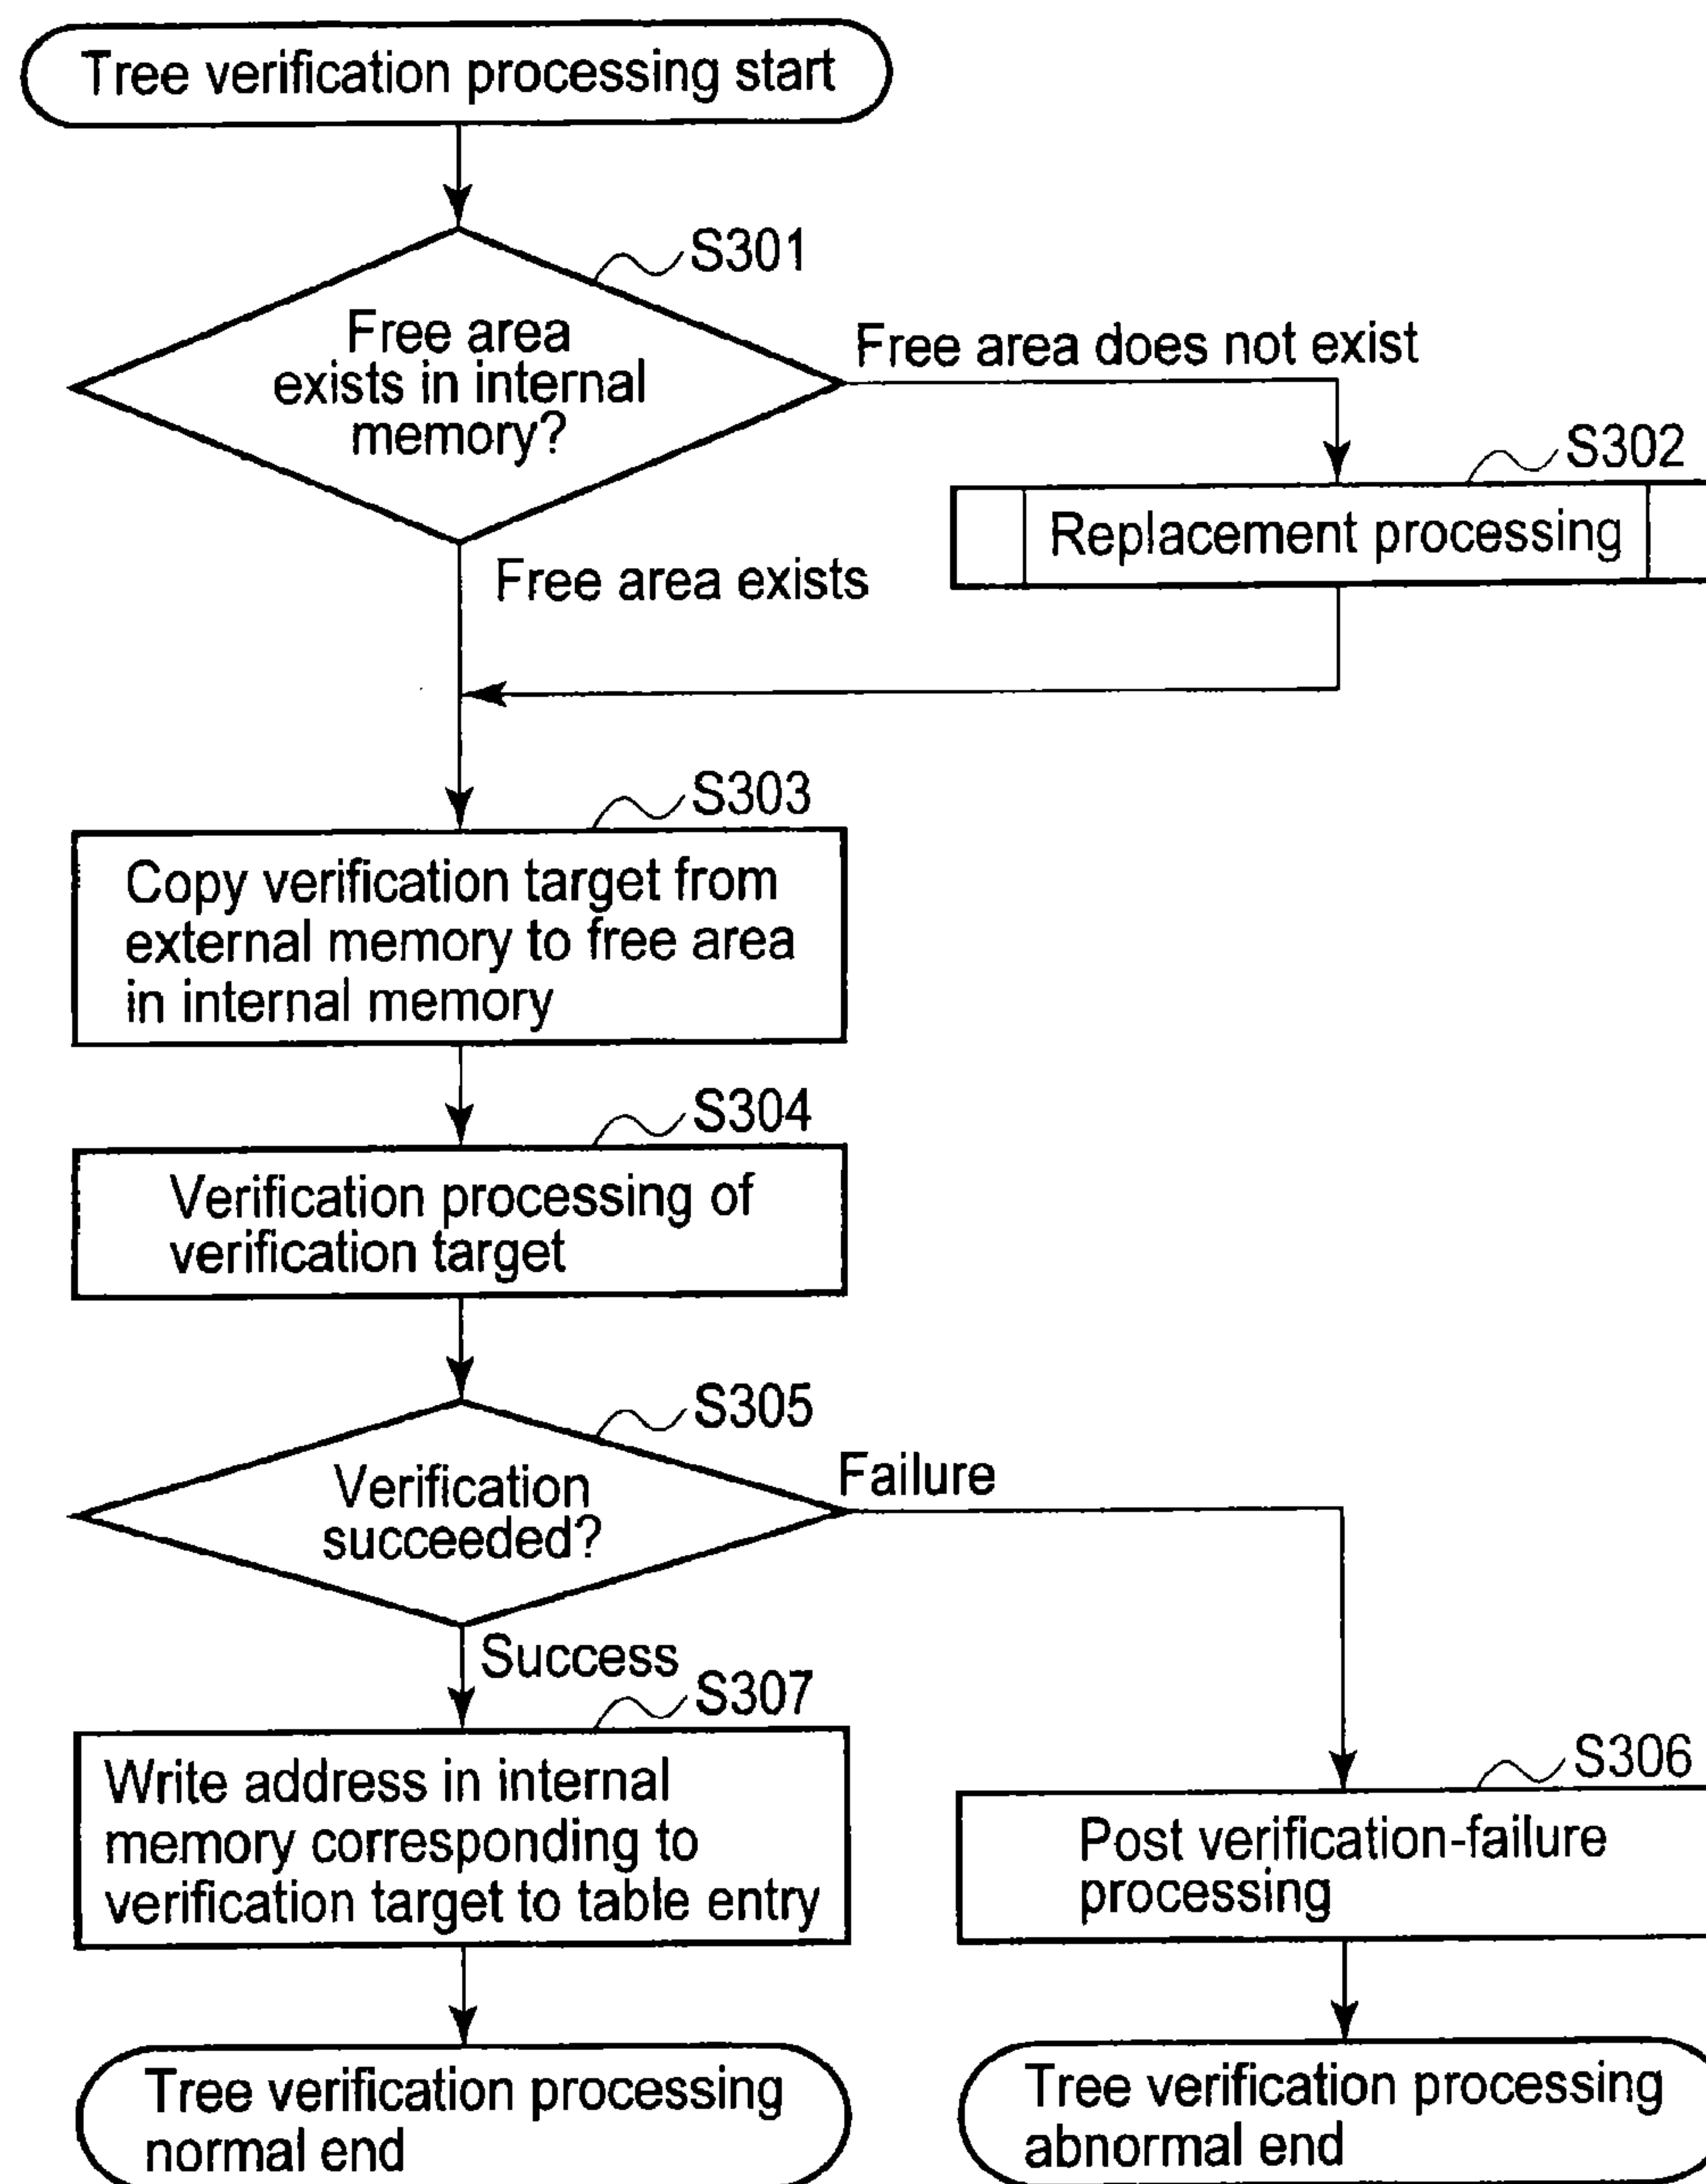 Tree verification processing start
S301
Free area
exists in internal
memory?
Free area does not exist
S302
Replacement processing
Free area exists
S303
Copy verification target from
external memory to free area
in internal memory
S304
Verification processing of
verification target
S305
Verification
succeeded?
Failure
Success
S307
Write address in internal
memory corresponding to
verification target to table entry
S306
Post verification-failure
processing
Tree verification processing
normal end
Tree verification processing
abnormal end